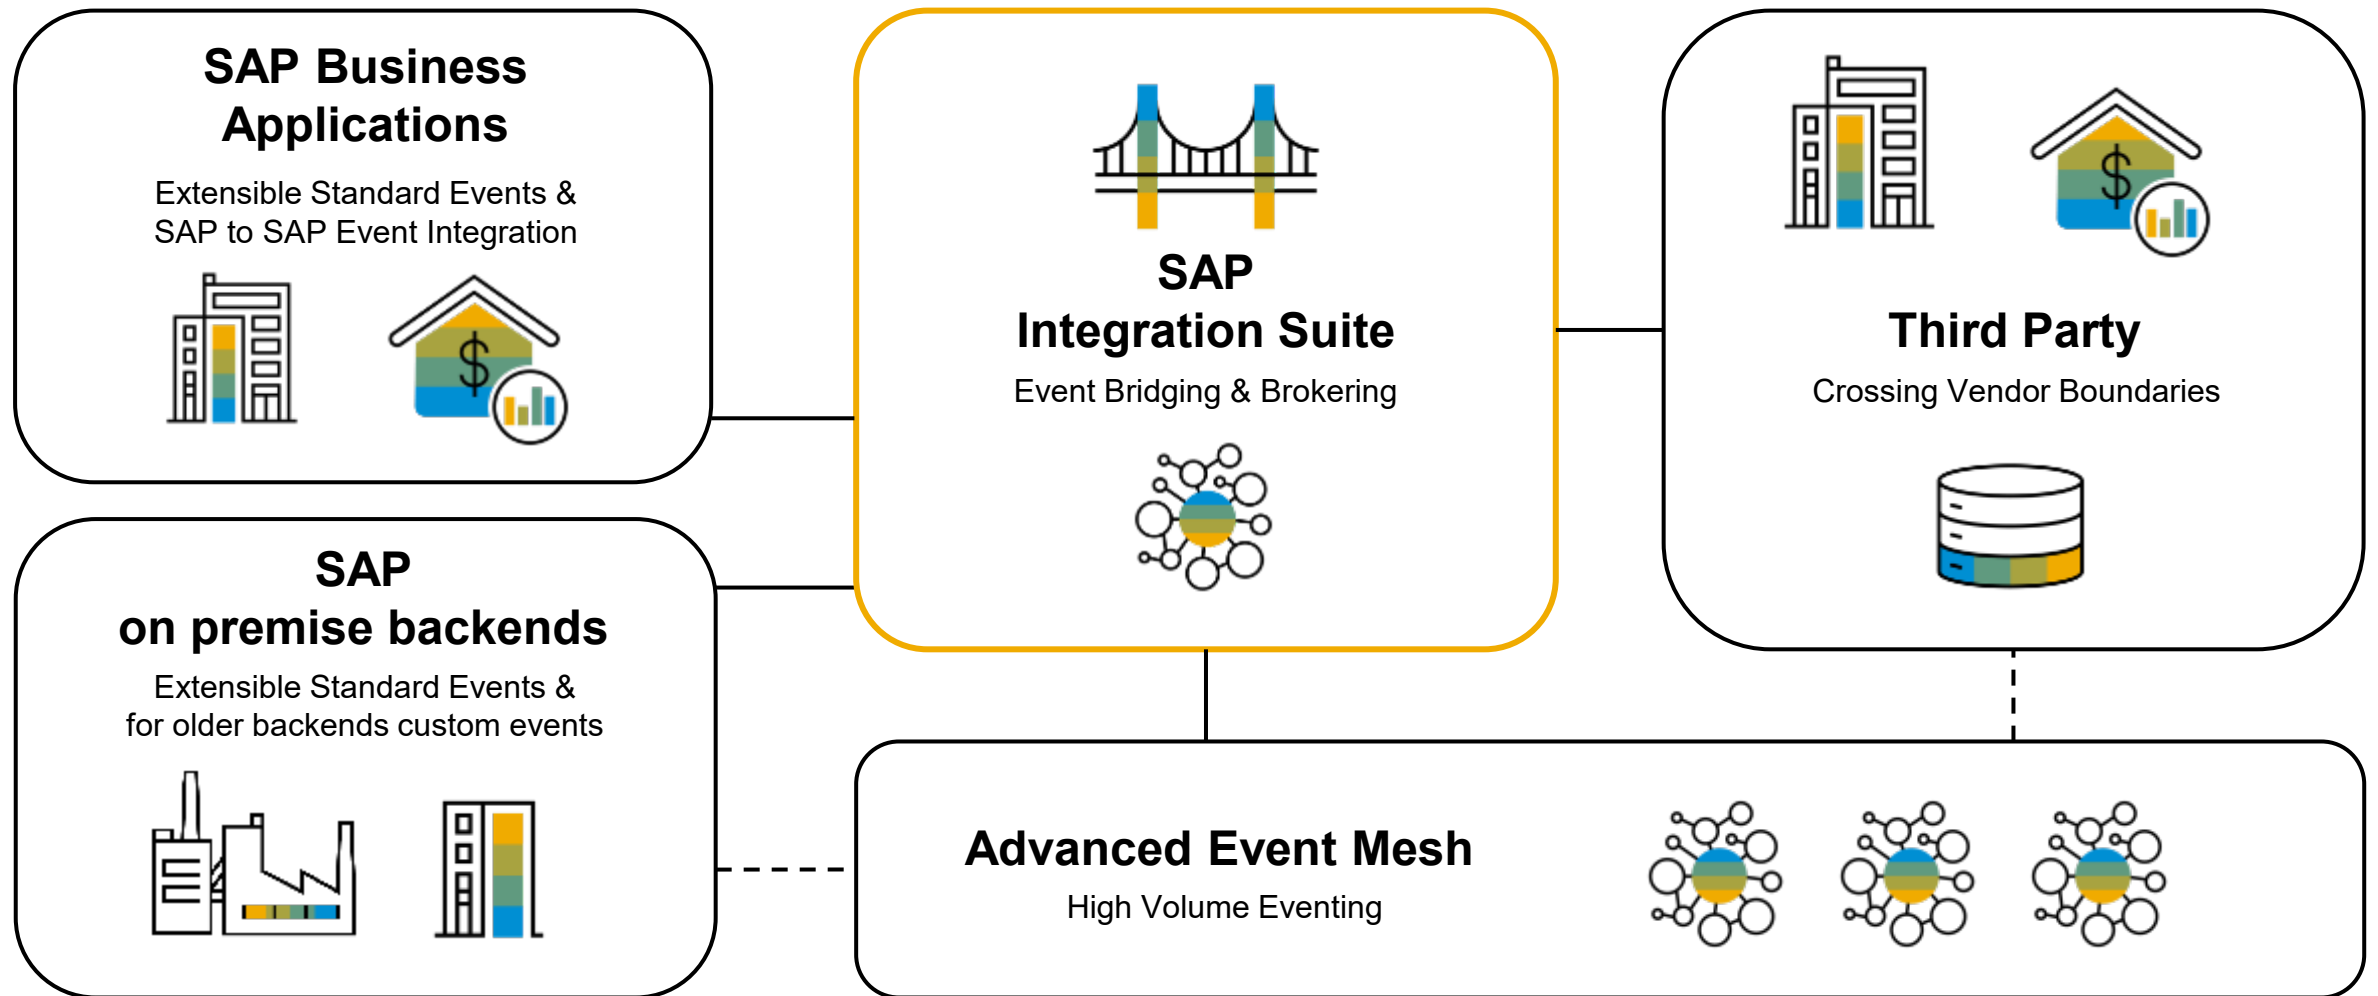 SAP Business
Applications
Extensible Standard Events &
SAP to SAP Event Integration
SAP
Integration Suite
Event Bridging & Brokering
Third Party
Crossing Vendor Boundaries
SAP
on premise backends
Extensible Standard Events &
for older backends custom events
Advanced Event Mesh
High Volume Eventing